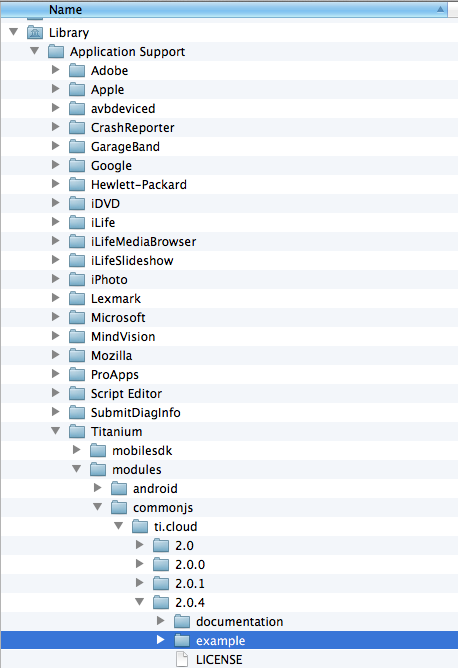 Name
Library
Application Support
Adobe
Apple
avbdeviced
CrashReporter
GarageBand
Google
Hewlett-Packard
iDVD
iLife
iLifeMediaBrowser
iLifeSlideshow
iPhoto
Lexmark
Microsoft
MindVision
Mozilla
ProApps
Script Editor
SubmitDiagInfo
Titanium
mobilesdk
modules
android
commonjs
ti.cloud
2.0
2.0.0
2.0.1
2.0.4
documentation
example
LICENSE